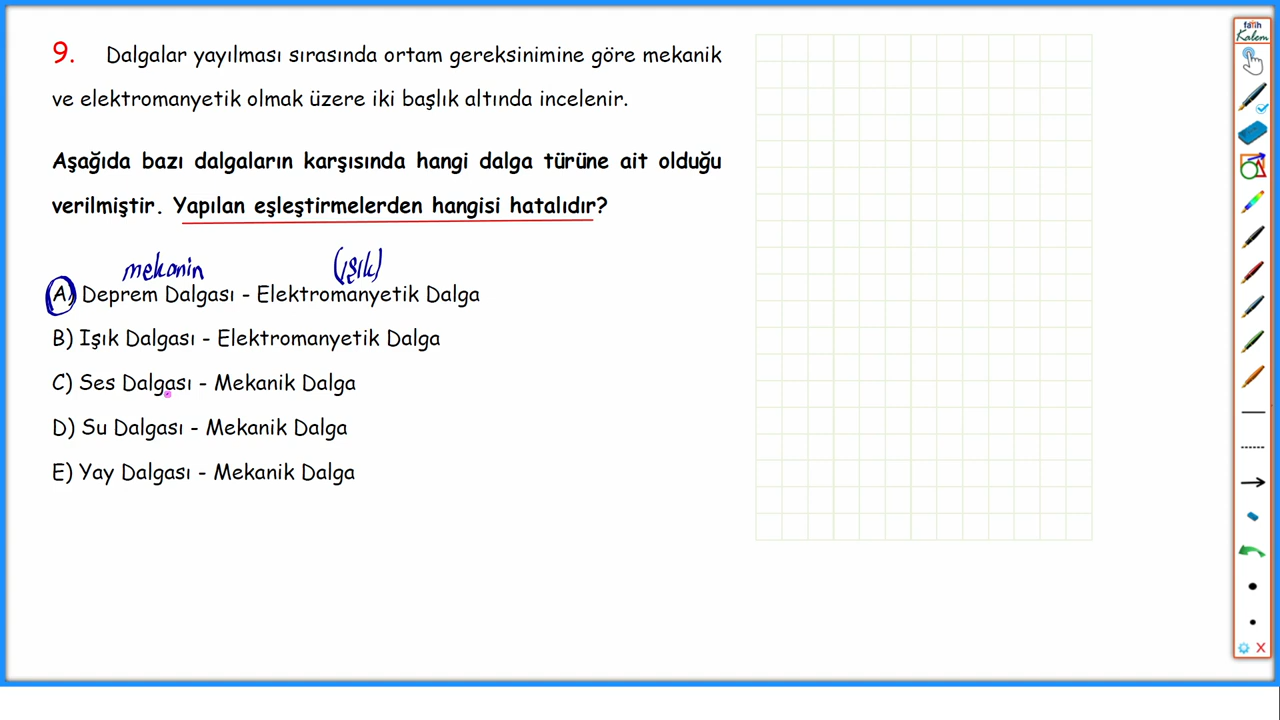 9. Dalgalar yayılması sırasında ortam gereksinimine göre mekanik
ve elektromanyetik olmak üzere iki başlık altında incelenir.
Aşağıda bazı dalgaların karşısında hangi dalga türüne ait olduğu
verilmiştir. Yapılan eşleştirmelerden hangisi hatalıdır?
mekanin (ışık)
A) Deprem Dalgası - Elektromanyetik Dalga
B) Işık Dalgası - Elektromanyetik Dalga
C) Ses Dalgası - Mekanik Dalga
D) Su Dalgası - Mekanik Dalga
E) Yay Dalgası - Mekanik Dalga
fatih
Kalem